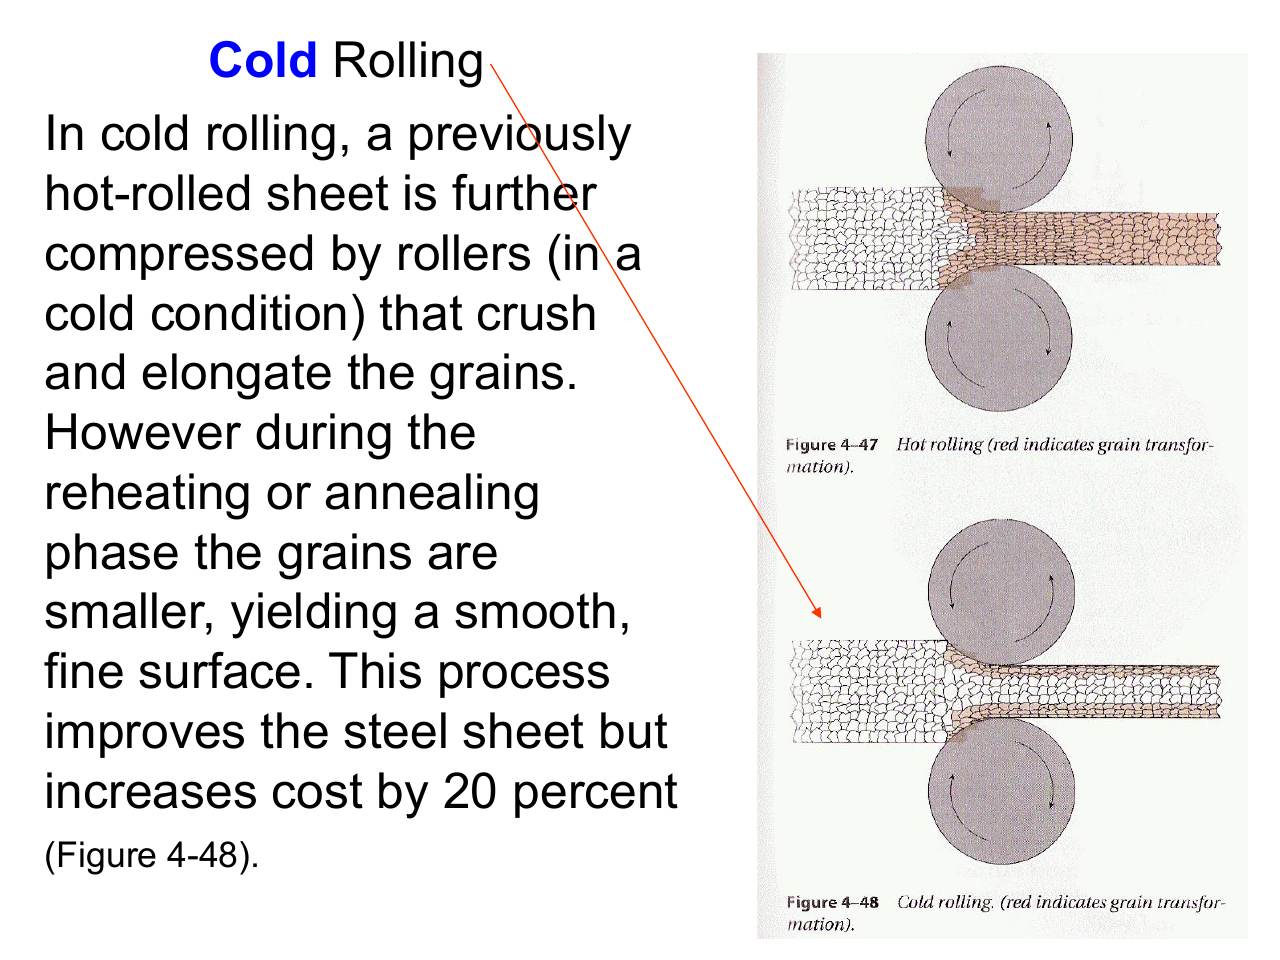 Cold Rolling
In cold rolling, a previously
hot-rolled sheet is further
compressed by rollers (in a
cold condition) that crush
and elongate the grains.
However during the
reheating or annealing
phase the grains are
smaller, yielding a smooth,
fine surface. This process
improves the steel sheet but
increases cost by 20 percent
(Figure 4-48).
Figure 4–47 Hot rolling (red indicates grain transfor-
mation).
Figure 4–48 Cold rolling. (red indicates grain transfor-
mation).